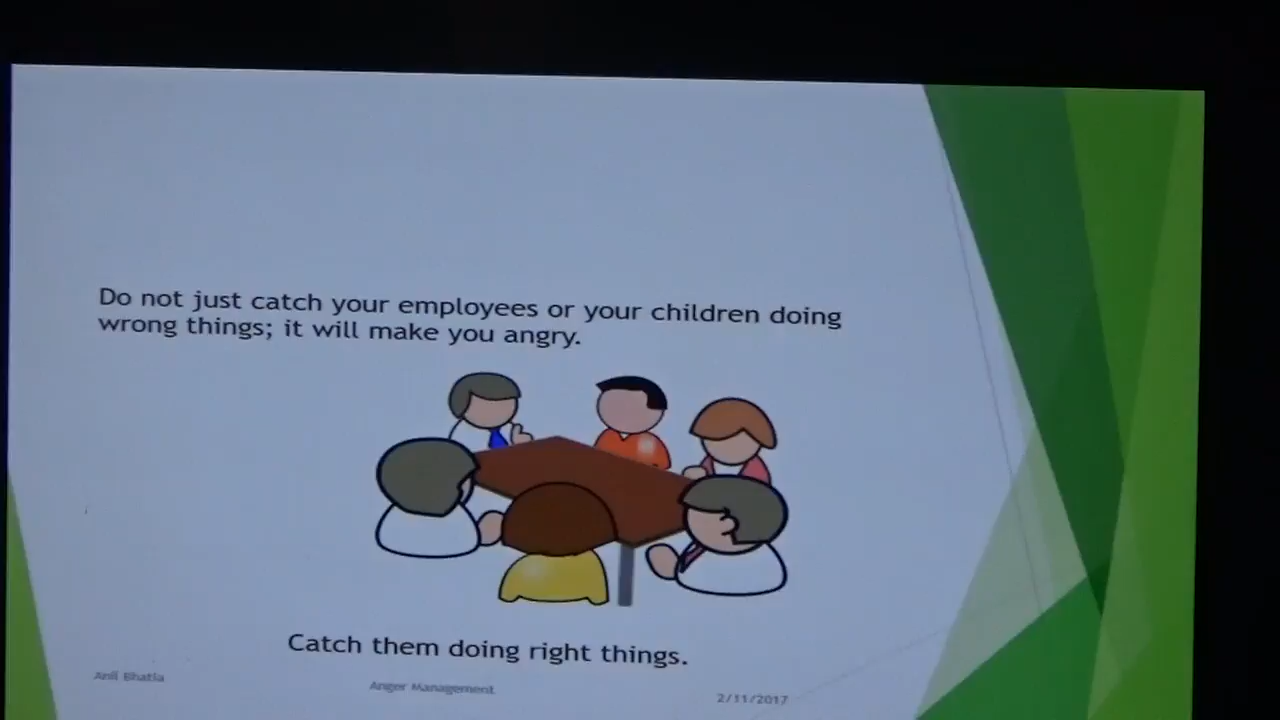 Do not just catch your employees or your children doing
wrong things; it will make you angry.
Catch them doing right things.
Anil Bhatia
Anger Management
2/11/2017